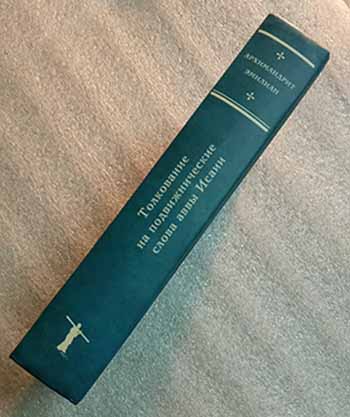 АРХИМАНДРИТ
ЭМИЛИАН
Толкование
на подвижнические
слова аввы Исаии